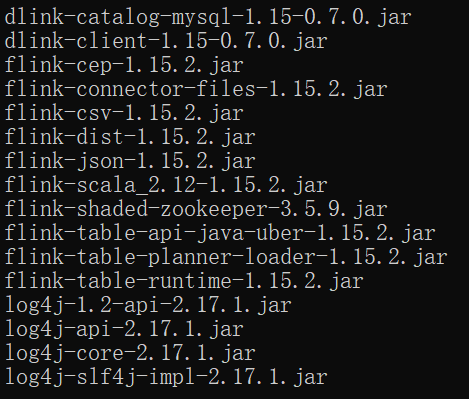 dlink-catalog-mysql-1.15-0.7.0.jar
dlink-client-1.15-0.7.0.jar
flink-cep-1.15.2.jar
flink-connector-files-1.15.2.jar
flink-csv-1.15.2.jar
flink-dist-1.15.2.jar
flink-json-1.15.2.jar
flink-scala_2.12-1.15.2.jar
flink-shaded-zookeeper-3.5.9.jar
flink-table-api-java-uber-1.15.2.jar
flink-table-planner-loader-1.15.2.jar
flink-table-runtime-1.15.2.jar
log4j-1.2-api-2.17.1.jar
log4j-api-2.17.1.jar
log4j-core-2.17.1.jar
log4j-slf4j-impl-2.17.1.jar